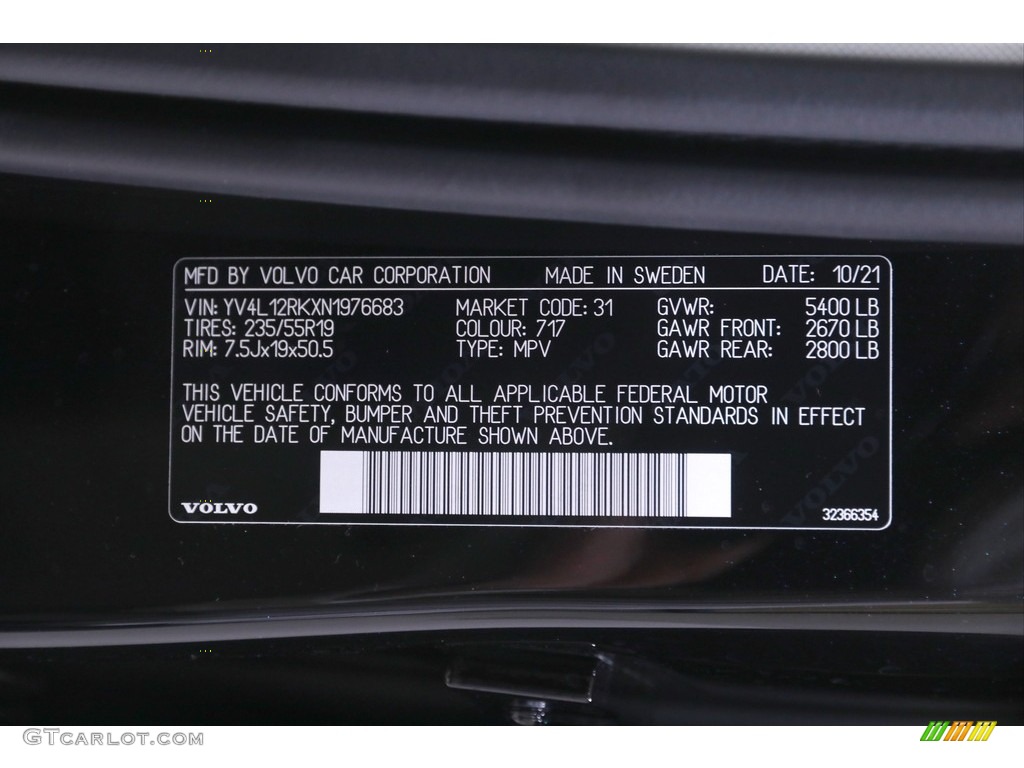 MFD BY VOLVO CAR CORPORATION MADE IN SWEDEN DATE: 10/21
VIN: YV4L12RKXN1976683 MARKET CODE: 31 GVWR: 5400 LB
TIRES: 235/55R19 COLOUR: 717 GAWR FRONT: 2670 LB
RIM: 7.5Jx19x50.5 TYPE: MPV GAWR REAR: 2800 LB
THIS VEHICLE CONFORMS TO ALL APPLICABLE FEDERAL MOTOR
VEHICLE SAFETY, BUMPER AND THEFT PREVENTION STANDARDS IN EFFECT
ON THE DATE OF MANUFACTURE SHOWN ABOVE.
VOLVO
32366354
GTCarlot.com